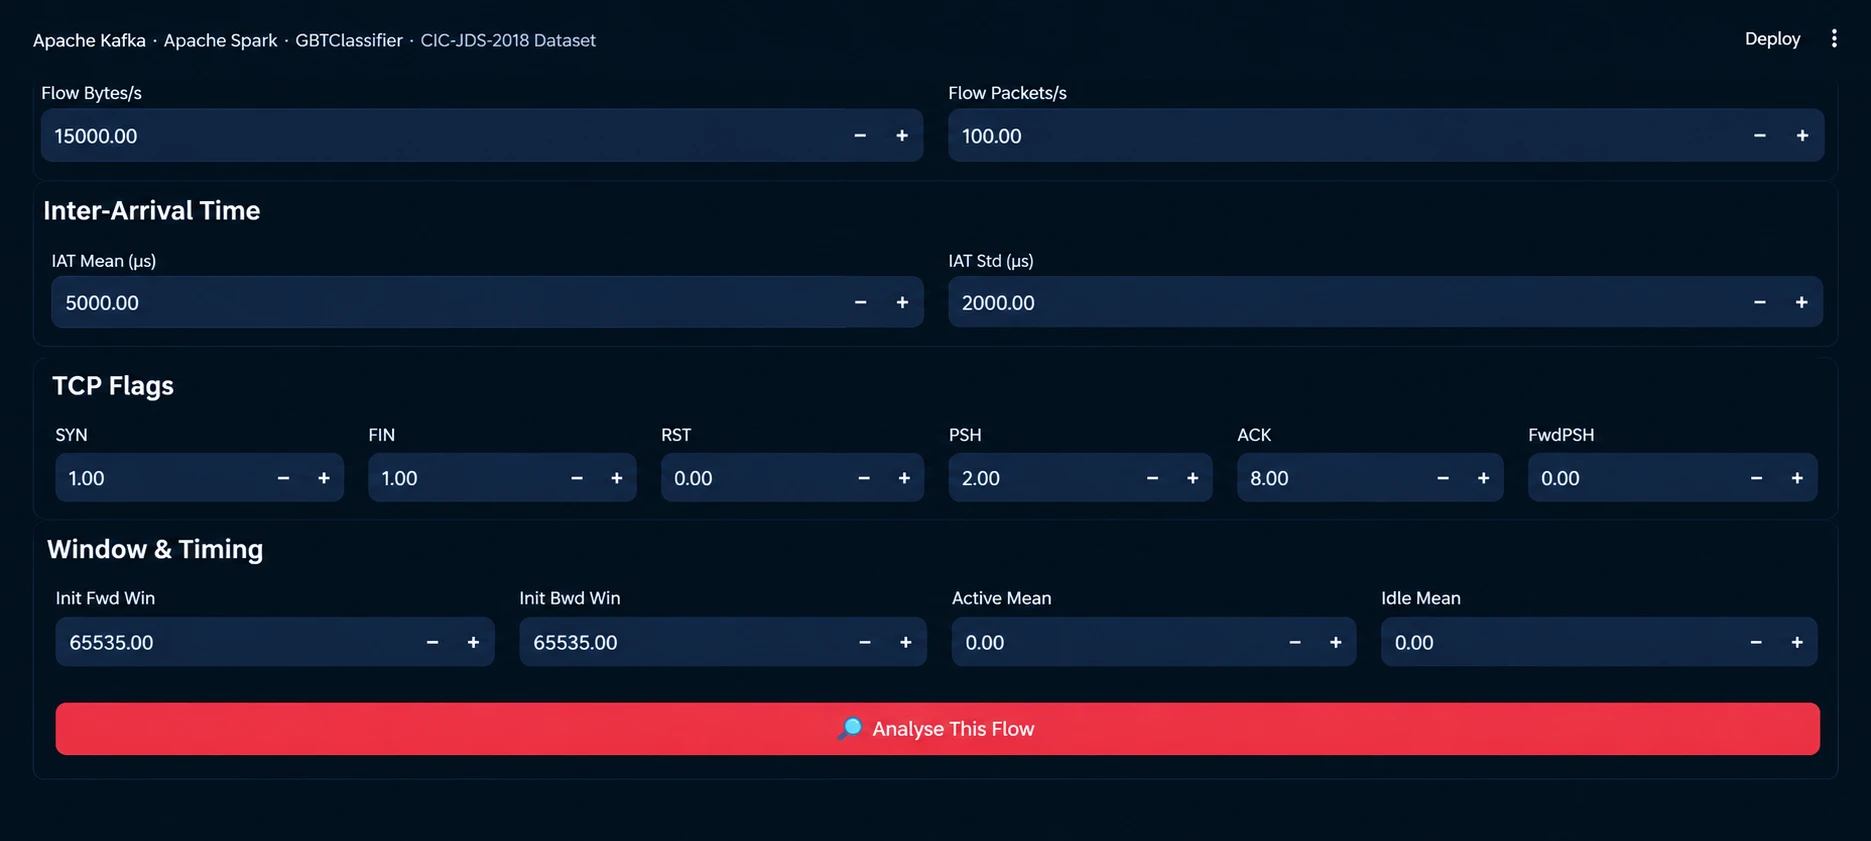 Apache Kafka · Apache Spark · GBTClassifier · CIC-JDS-2018 Dataset
Deploy
Flow Bytes/s
Flow Packets/s
15000.00 − +
100.00 − +
Inter-Arrival Time
IAT Mean (µs)
IAT Std (µs)
5000.00 − +
2000.00 − +
TCP Flags
SYN
FIN
RST
PSH
ACK
FwdPSH
1.00 − +
1.00 − +
0.00 − +
2.00 − +
8.00 − +
0.00 − +
Window & Timing
Init Fwd Win
Init Bwd Win
Active Mean
Idle Mean
65535.00 − +
65535.00 − +
0.00 − +
0.00 − +
Analyse This Flow